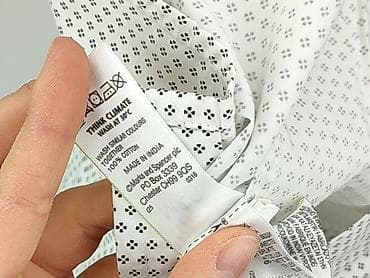 THINK CLIMATE
WASH AT 30°C
WASH SIMILAR COLOURS
TOGETHER
100% COTTON
MADE IN INDIA
©Marks and Spencer plc
PO Box 3339
Chester CH99 9QS